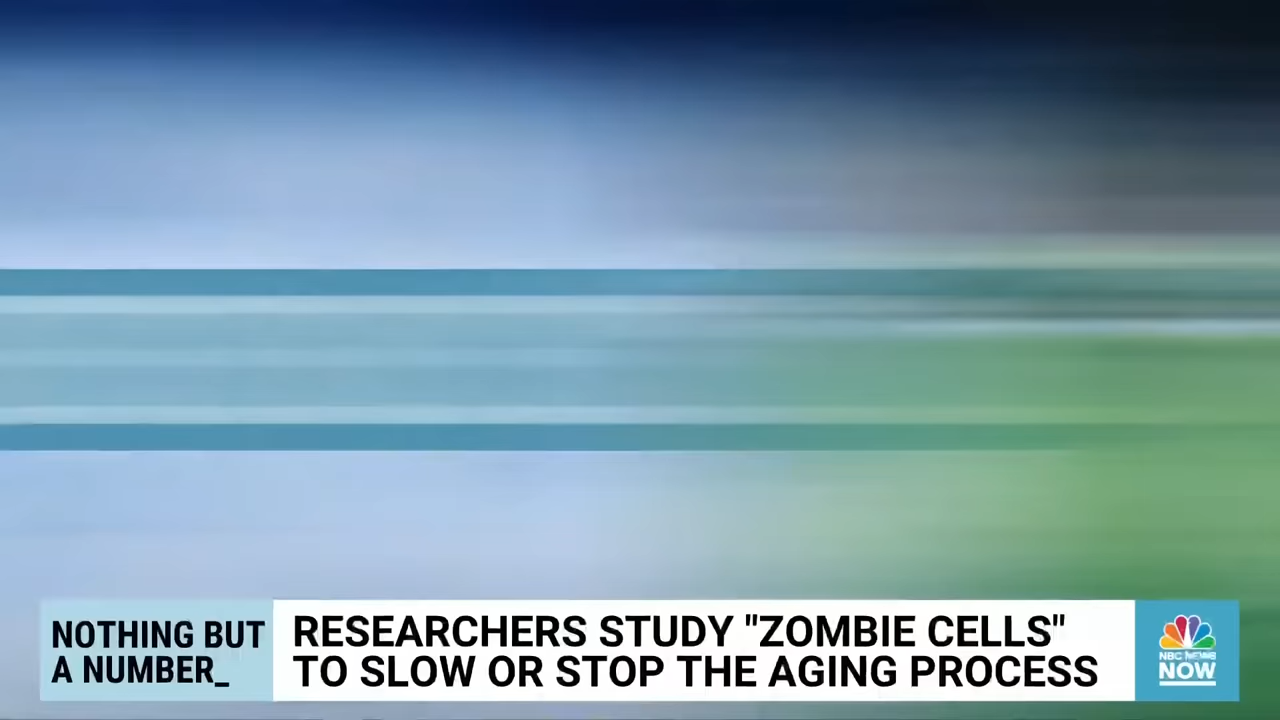 NOTHING BUT
A NUMBER_
RESEARCHERS STUDY "ZOMBIE CELLS"
TO SLOW OR STOP THE AGING PROCESS
NBC NEWS
NOW